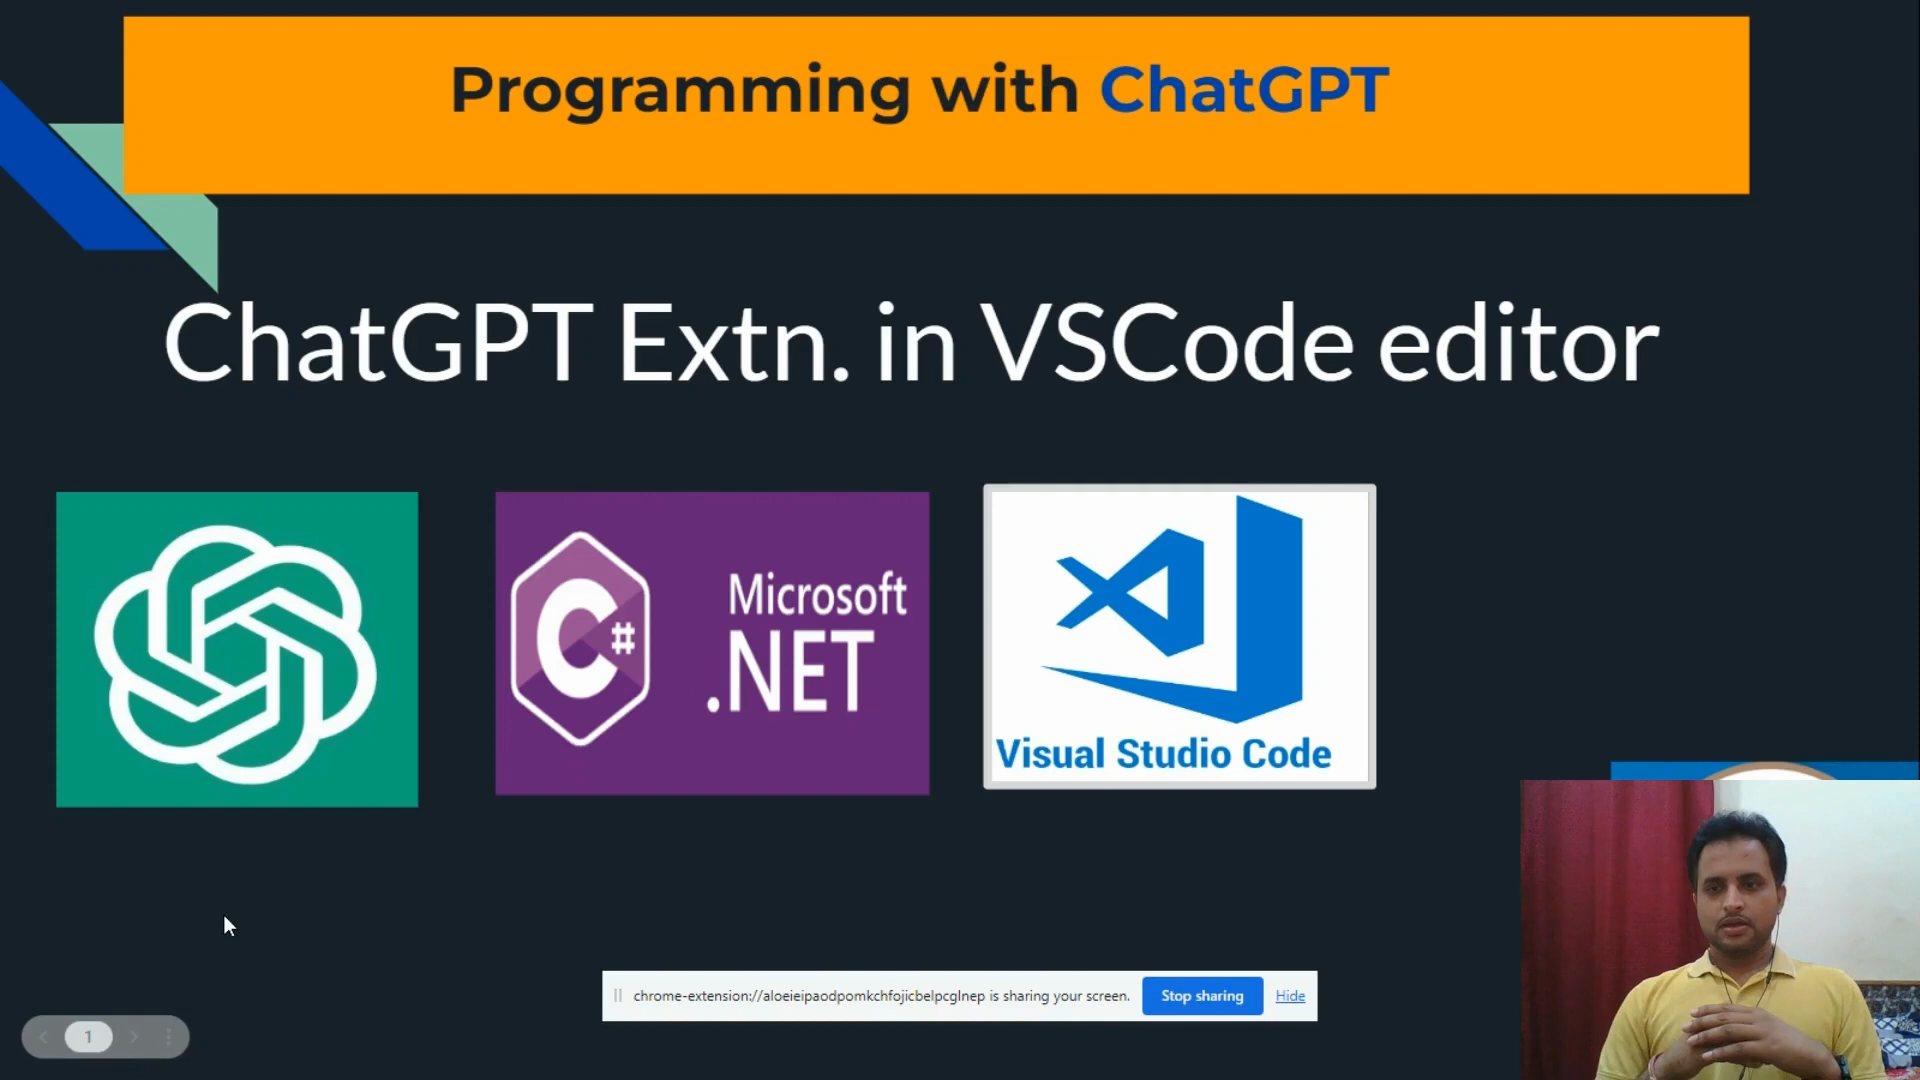 Programming with ChatGPT
ChatGPT Extn. in VSCode editor
C#
Microsoft
.NET
Visual Studio Code
chrome-extension://aloeieipaodpomkchfojicbelpcglnep is sharing your screen. Stop sharing Hide
1